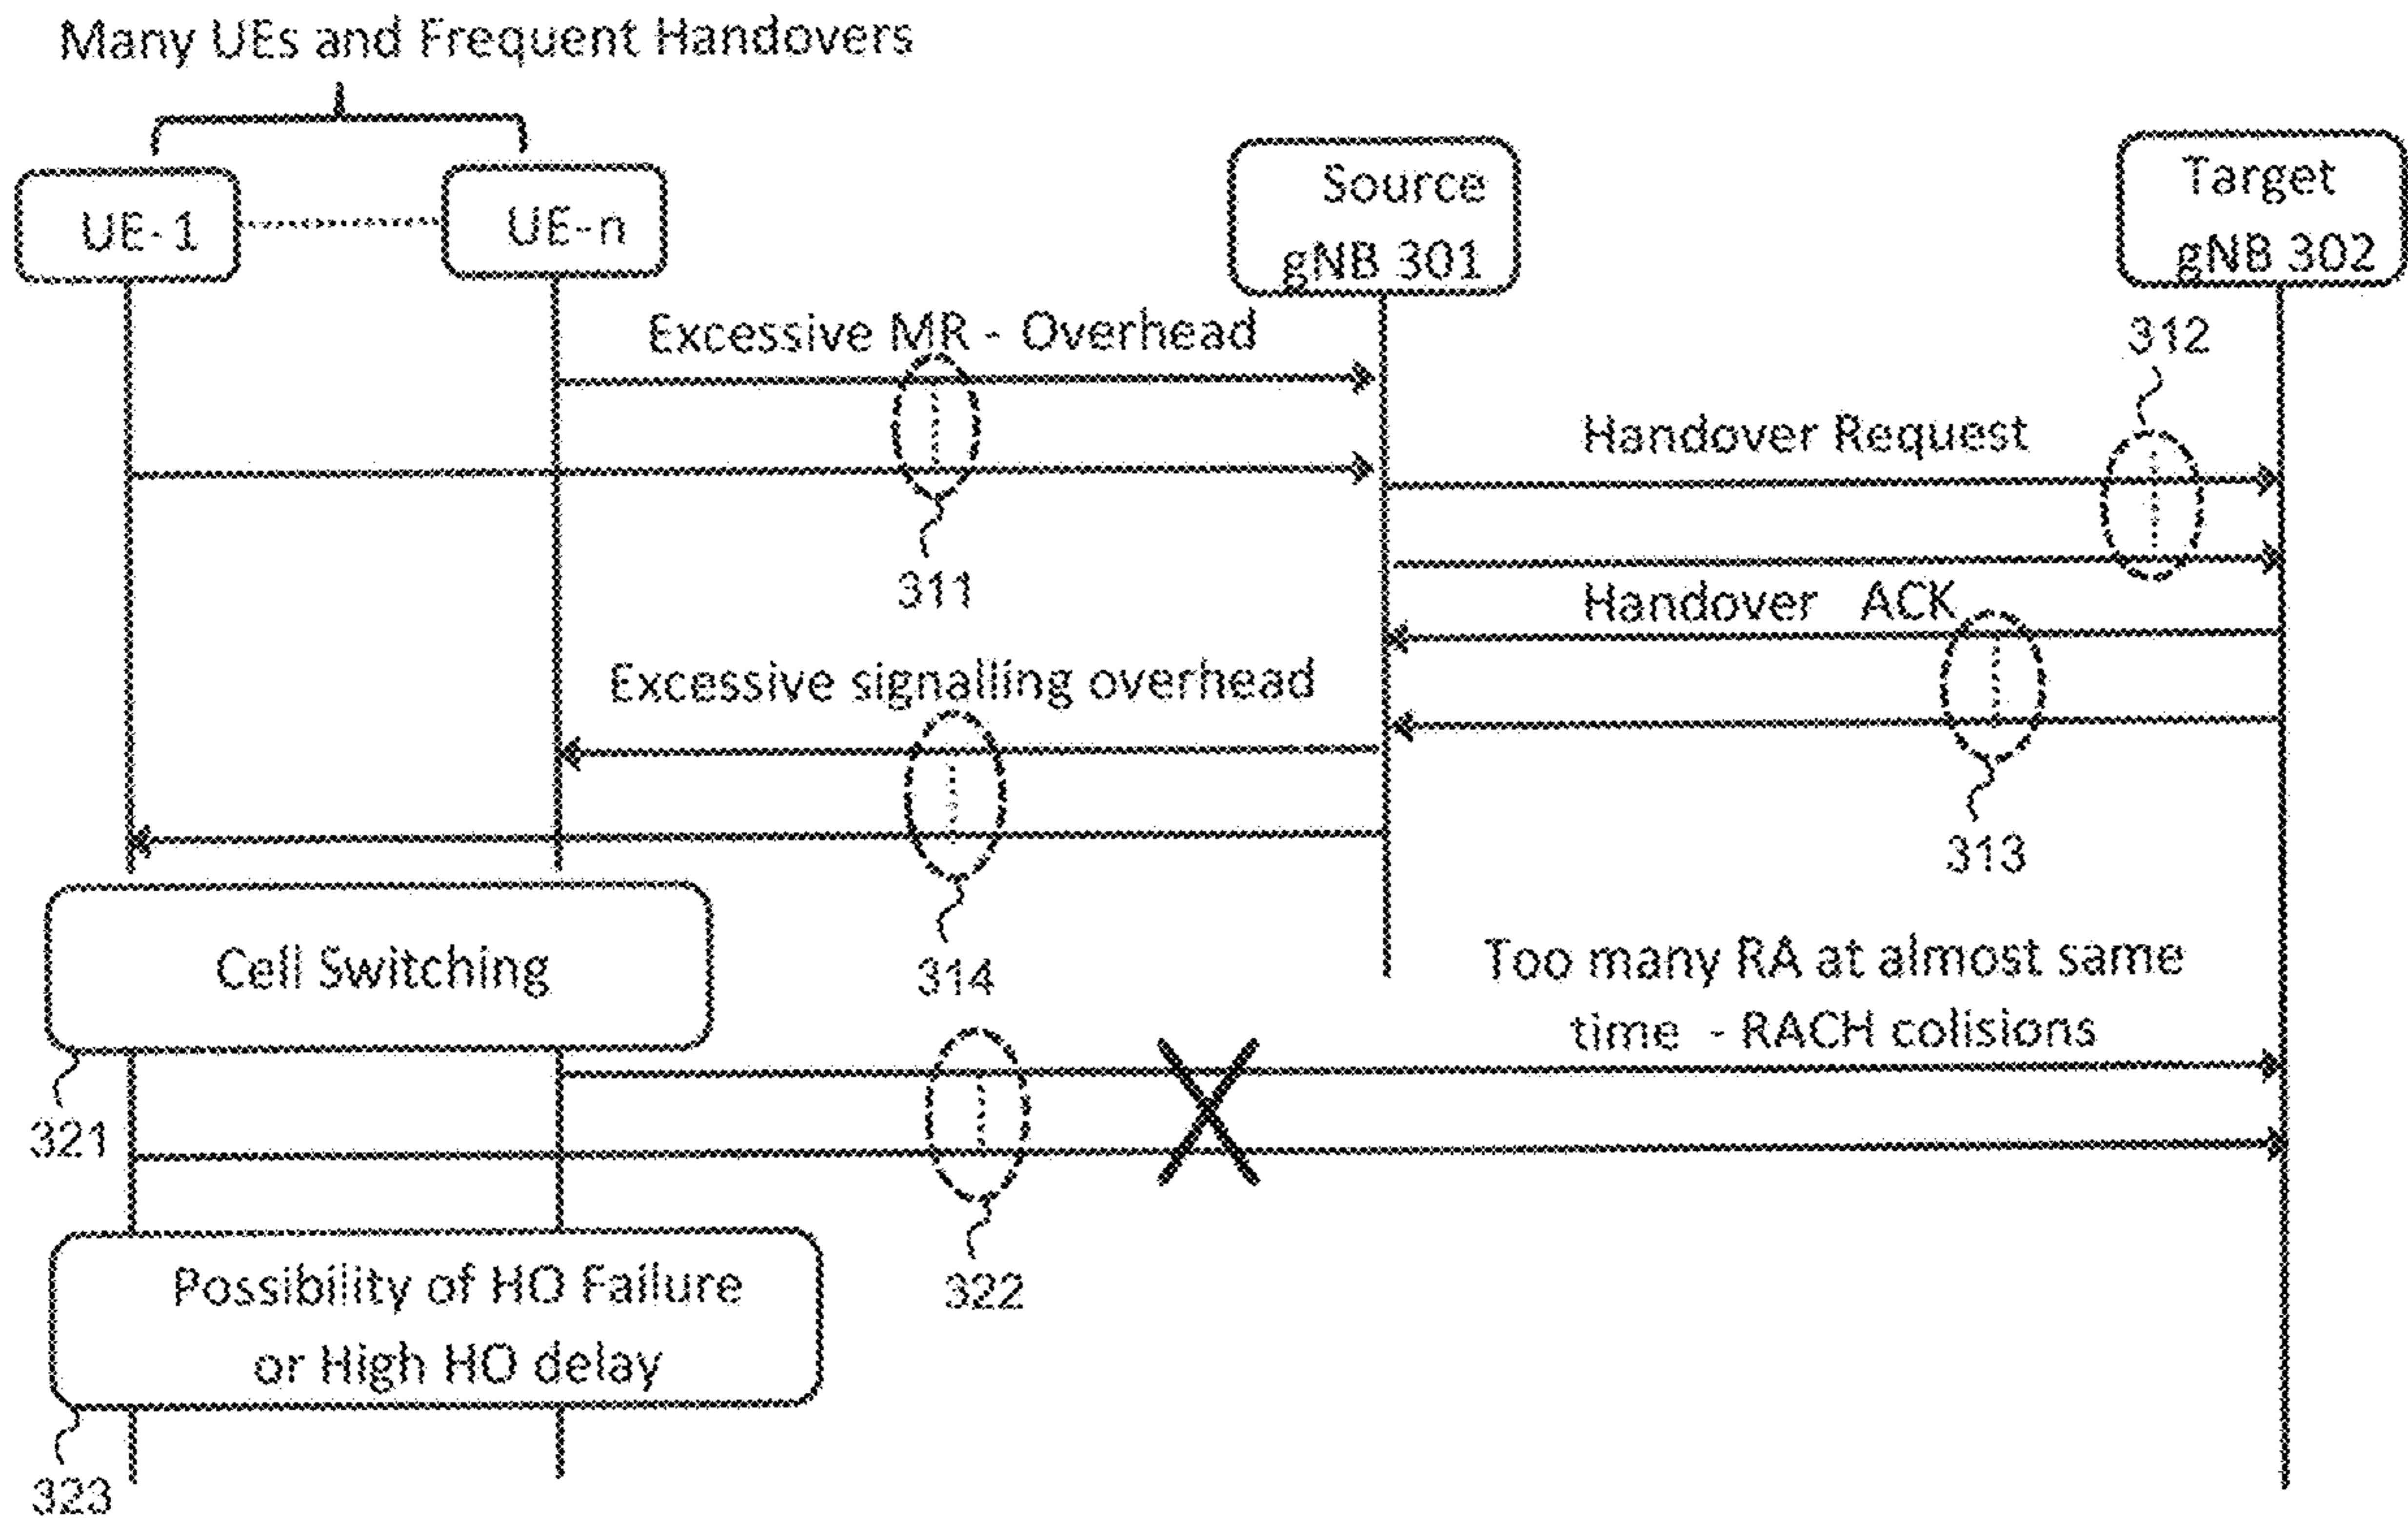 Many UEs and Frequent Handovers
UE-1
UE-n
Source
gNB 301
Target
gNB 302
Excessive MR - Overhead
312
Handover Request
311
Handover ACK
Excessive signalling overhead
313
Cell Switching
314
Too many RA at almost same
time - RACH colisions
321
322
Possibility of HO Failure
or High HO delay
323